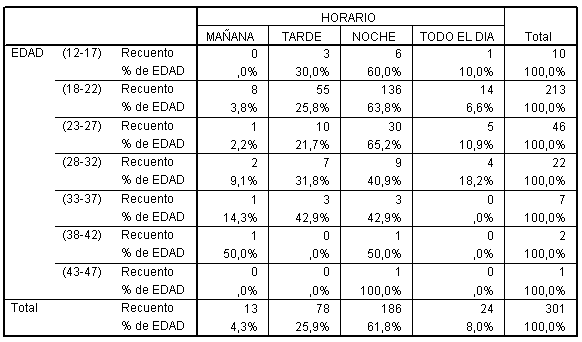 HORARIO
MAÑANA TARDE NOCHE TODO EL DIA Total
EDAD (12-17) Recuento 0 3 6 1 10
% de EDAD ,0% 30,0% 60,0% 10,0% 100,0%
(18-22) Recuento 8 55 136 14 213
% de EDAD 3,8% 25,8% 63,8% 6,6% 100,0%
(23-27) Recuento 1 10 30 5 46
% de EDAD 2,2% 21,7% 65,2% 10,9% 100,0%
(28-32) Recuento 2 7 9 4 22
% de EDAD 9,1% 31,8% 40,9% 18,2% 100,0%
(33-37) Recuento 1 3 3 0 7
% de EDAD 14,3% 42,9% 42,9% ,0% 100,0%
(38-42) Recuento 1 0 1 0 2
% de EDAD 50,0% ,0% 50,0% ,0% 100,0%
(43-47) Recuento 0 0 1 0 1
% de EDAD ,0% ,0% 100,0% ,0% 100,0%
Total Recuento 13 78 186 24 301
% de EDAD 4,3% 25,9% 61,8% 8,0% 100,0%